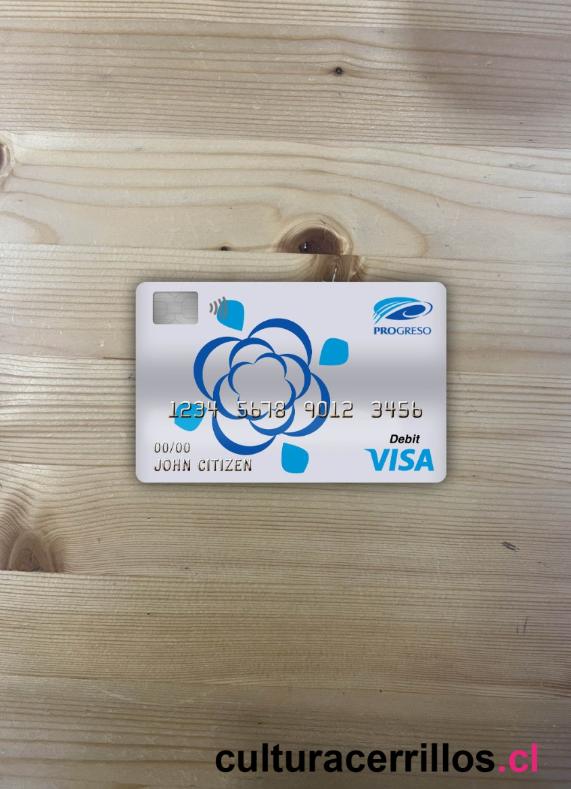 PROGRESO
1234 5678 9012 3456
Debit
00/00
VISA
JOHN CITIZEN
culturacerrillos.cl